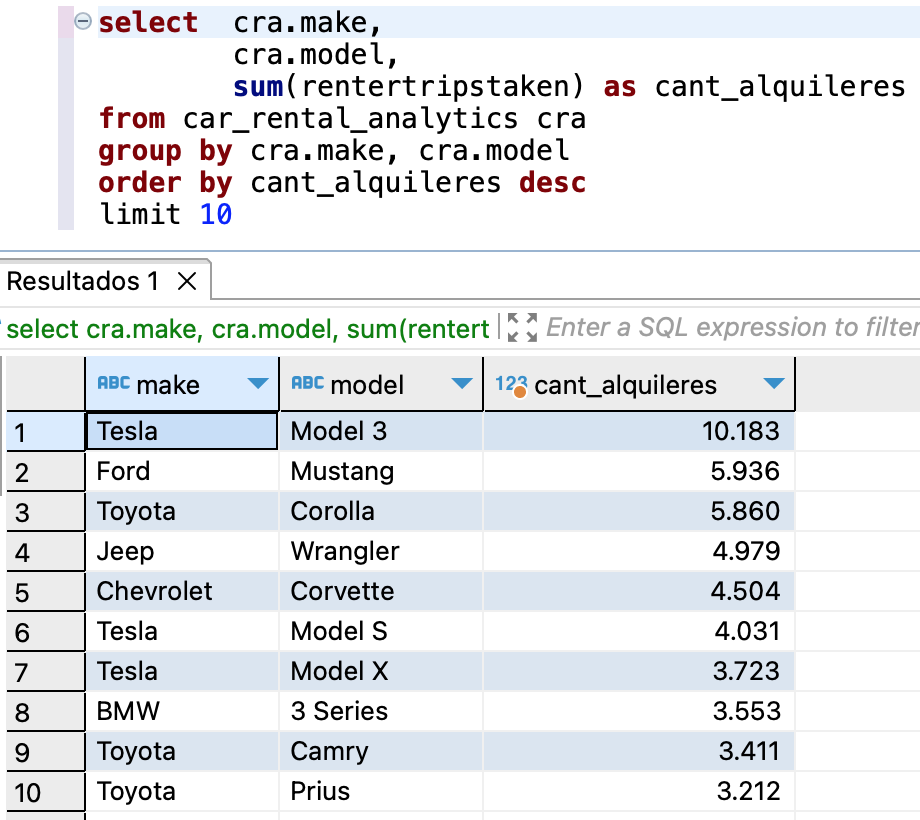 select  cra.make,
        cra.model,
        sum(rentertripstaken) as cant_alquileres
from car_rental_analytics cra
group by cra.make, cra.model
order by cant_alquileres desc
limit 10
Resultados 1 ×
select cra.make, cra.model, sum(rentert Enter a SQL expression to filter
ABC make ABC model 123 cant_alquileres
1 Tesla Model 3 10.183
2 Ford Mustang 5.936
3 Toyota Corolla 5.860
4 Jeep Wrangler 4.979
5 Chevrolet Corvette 4.504
6 Tesla Model S 4.031
7 Tesla Model X 3.723
8 BMW 3 Series 3.553
9 Toyota Camry 3.411
10 Toyota Prius 3.212